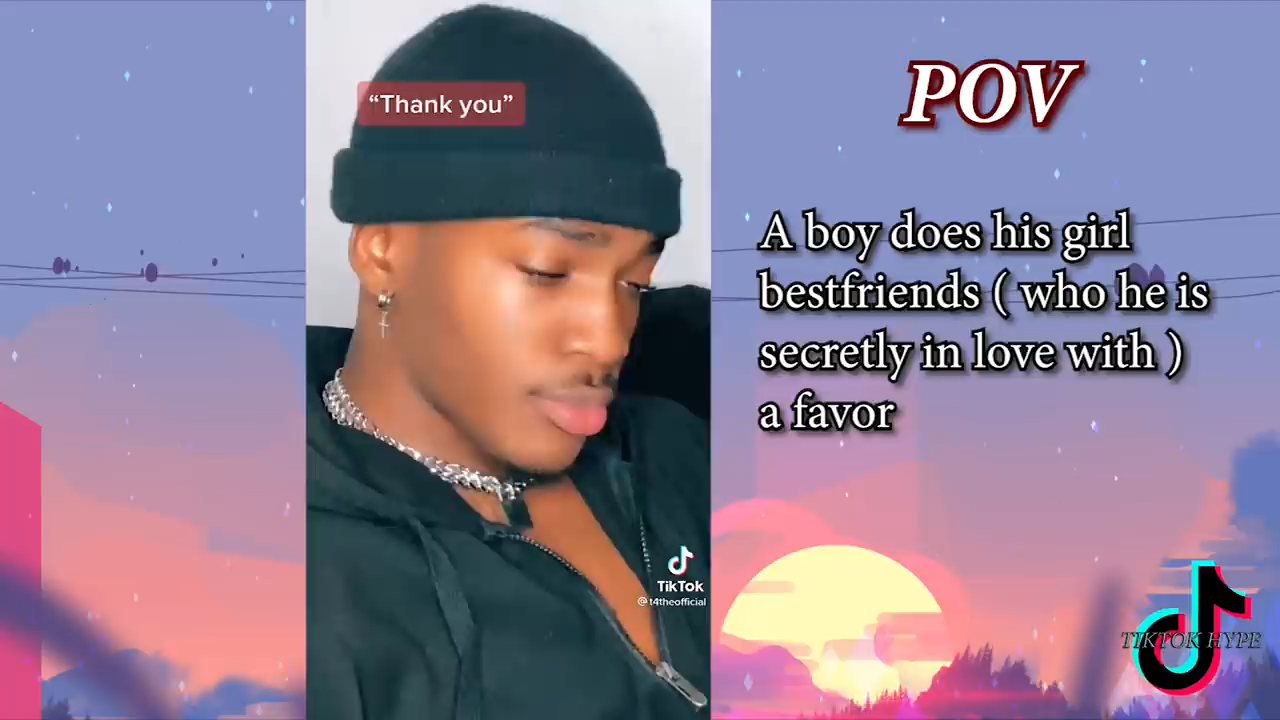 “Thank you”
POV
A boy does his girl
bestfriends ( who he is
secretly in love with )
a favor
TikTok
@t4theofficial
TIKTOK HYPE